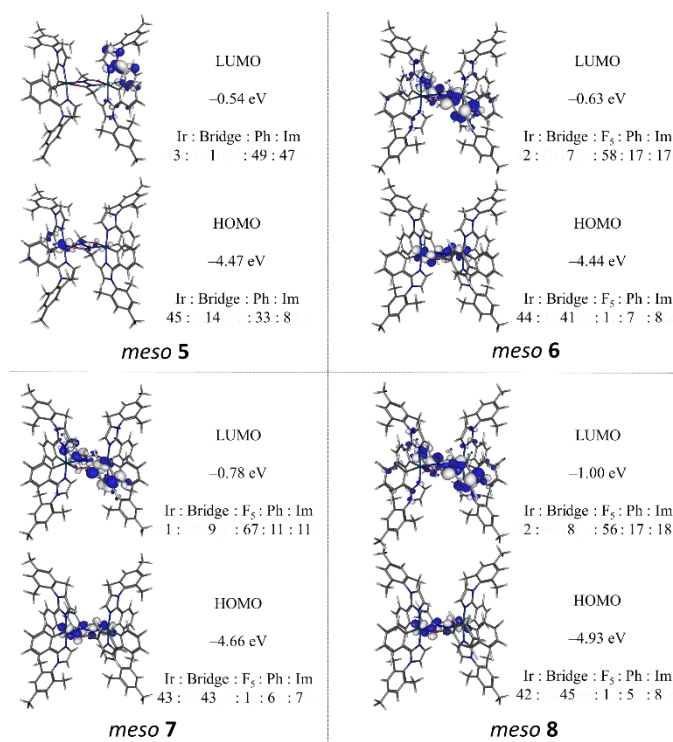 LUMO
–0.54 eV
Ir : Bridge : Ph : Im
3 : 1 : 49 : 47
HOMO
–4.47 eV
Ir : Bridge : Ph : Im
45 : 14 : 33 : 8
meso 5
LUMO
–0.63 eV
Ir : Bridge : F₅ : Ph : Im
2 : 7 : 58 : 17 : 17
HOMO
–4.44 eV
Ir : Bridge : F₅ : Ph : Im
44 : 41 : 1 : 7 : 8
meso 6
LUMO
–0.78 eV
Ir : Bridge : F₅ : Ph : Im
1 : 9 : 67 : 11 : 11
HOMO
–4.66 eV
Ir : Bridge : F₅ : Ph : Im
43 : 43 : 1 : 6 : 7
meso 7
LUMO
–1.00 eV
Ir : Bridge : F₅ : Ph : Im
2 : 8 : 56 : 17 : 18
HOMO
–4.93 eV
Ir : Bridge : F₅ : Ph : Im
42 : 45 : 1 : 5 : 8
meso 8